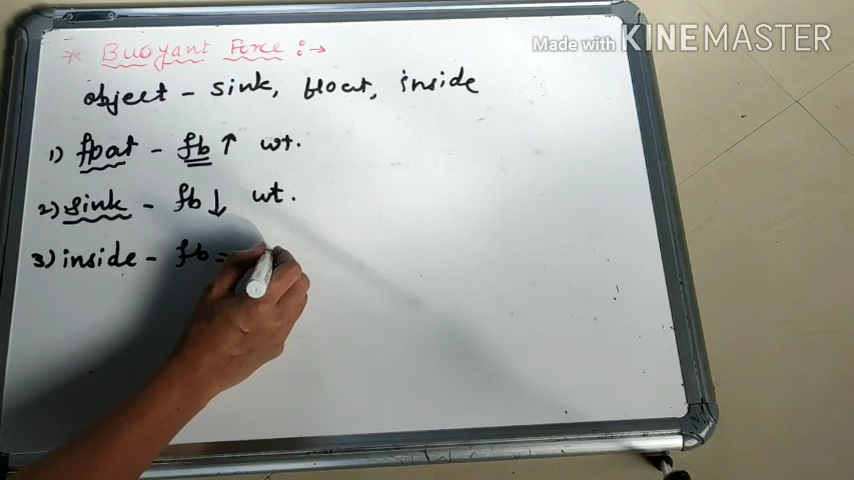 Made with KINEMASTER
* Buoyant Force :→
object - sink, float, inside
1) float - fb ↑ wt.
2) sink - fb ↓ wt.
3) inside - fb =